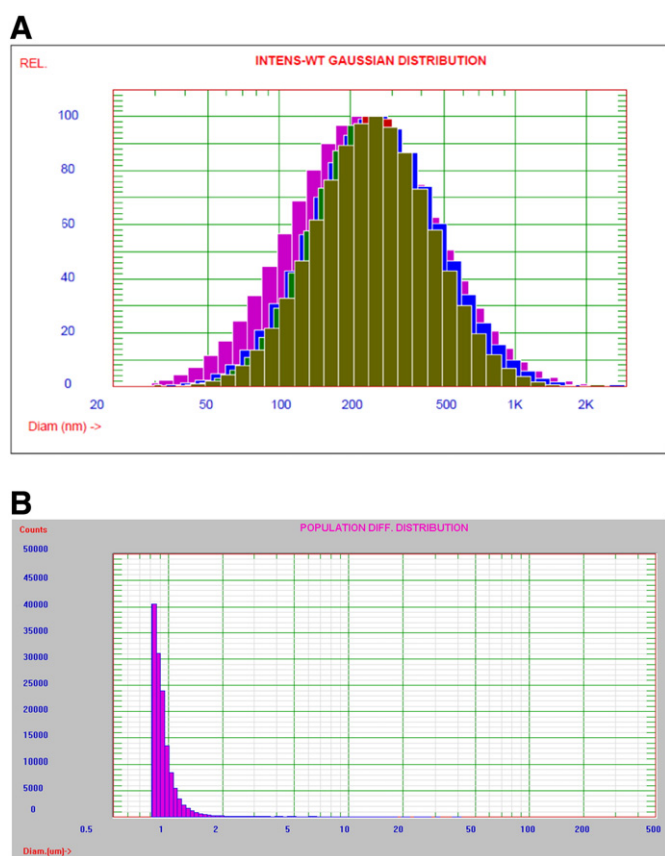 A
REL.
INTENS-WT GAUSSIAN DISTRIBUTION
100
80
60
40
20
0
20 50 100 200 500 1K 2K
Diam (nm) ->
B
Counts
POPULATION DIFF. DISTRIBUTION
50000
45000
40000
35000
30000
25000
20000
15000
10000
5000
0
0.5 1 2 5 10 20 50 100 200 500
Diam.(um)->